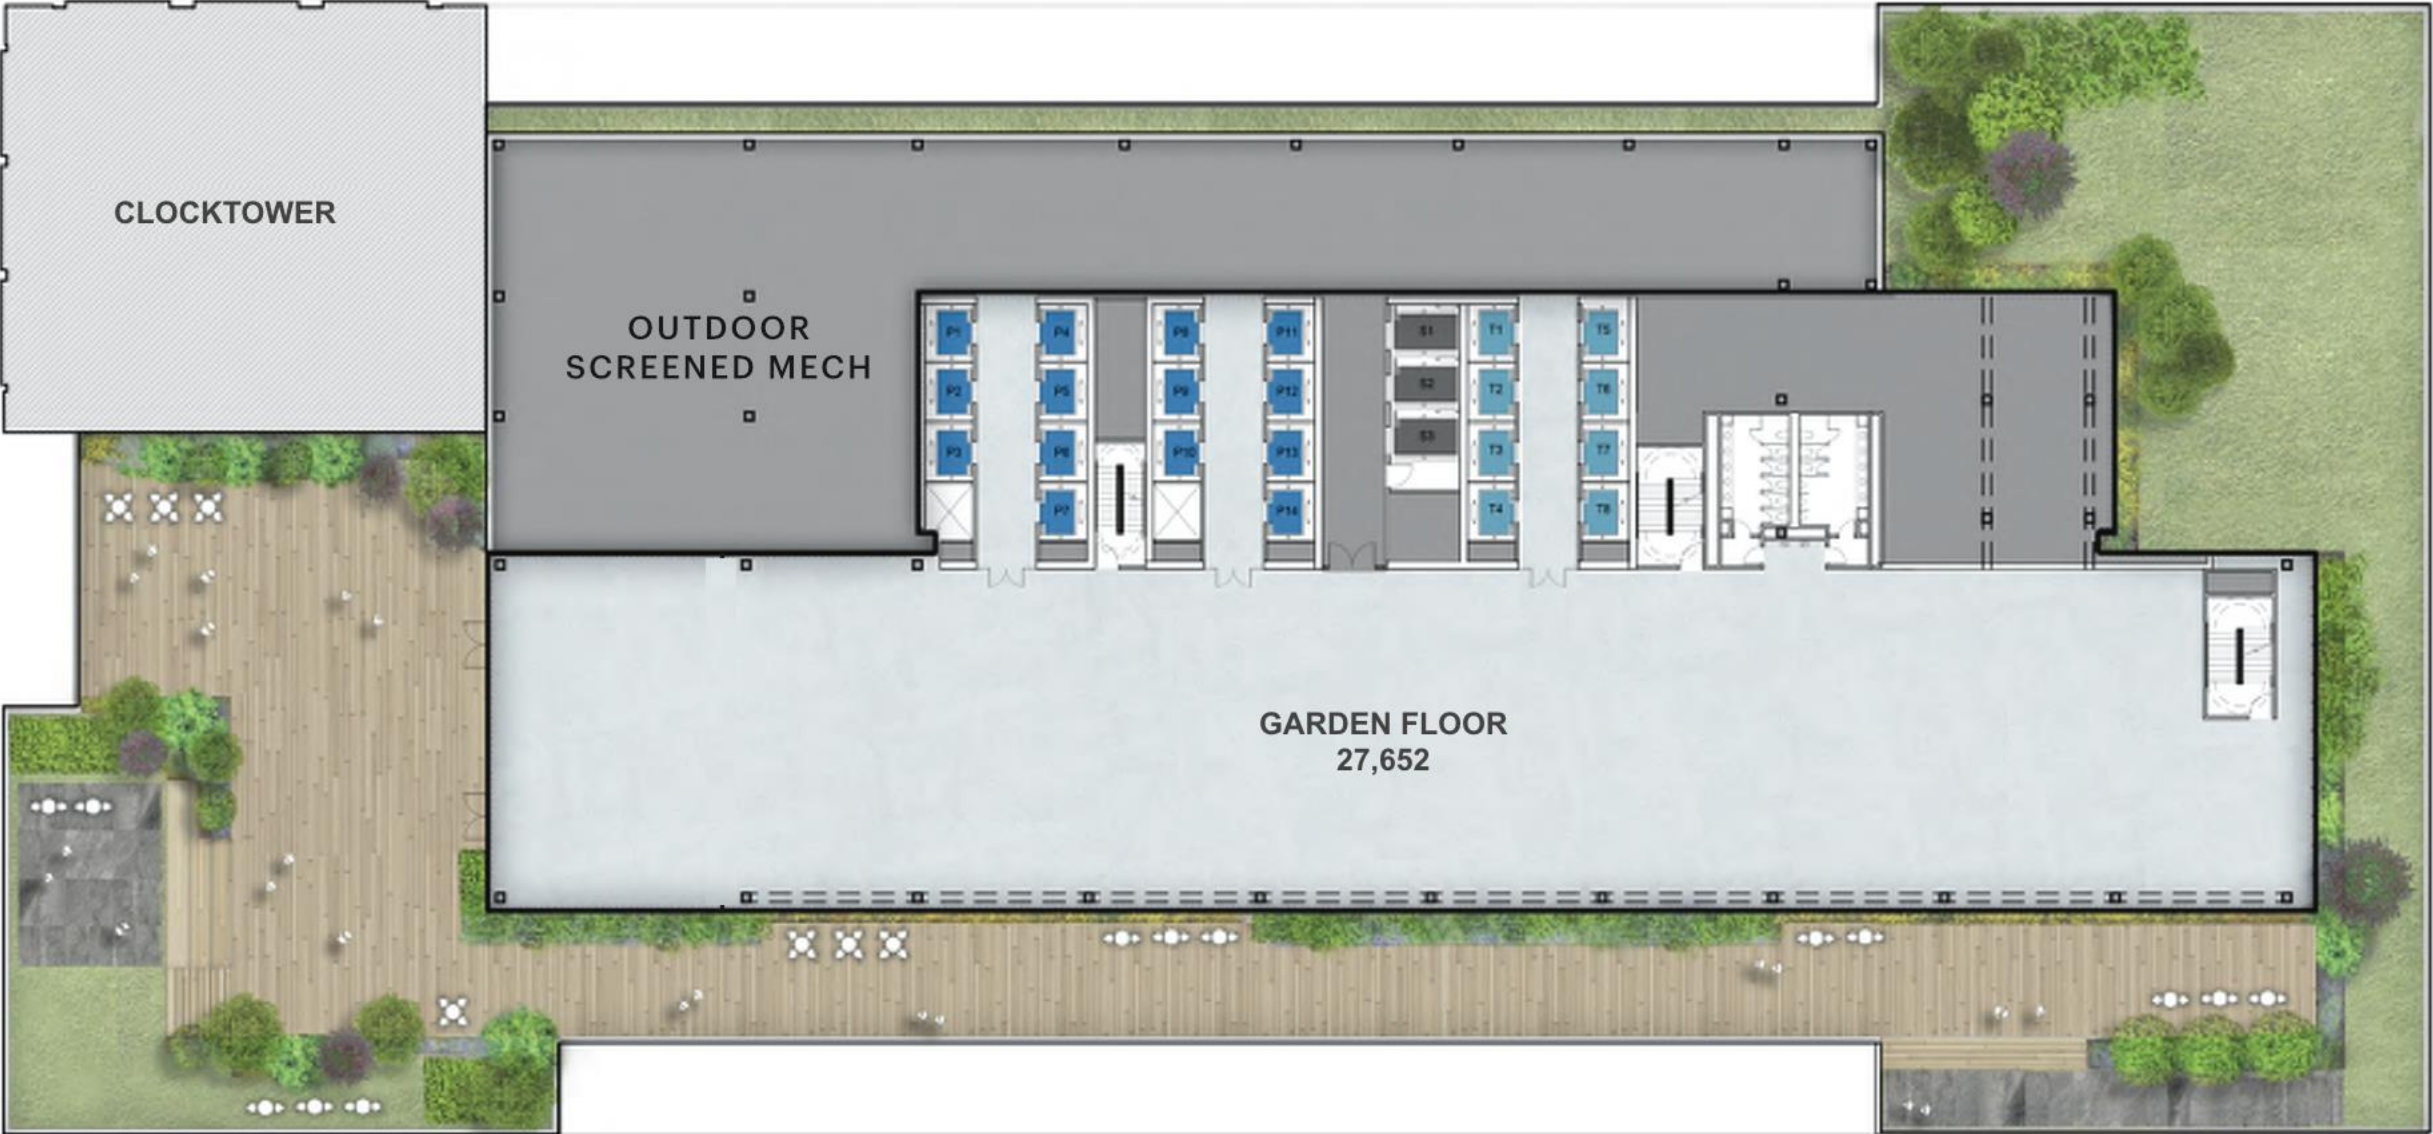 CLOCKTOWER
OUTDOOR
SCREENED MECH
P1 P4 P8 P11 S1 T1 T5
P2 P5 P9 P12 S2 T2 T6
P3 P6 P10 P13 S3 T3 T7
P7 P14 T4 T8
GARDEN FLOOR
27,652